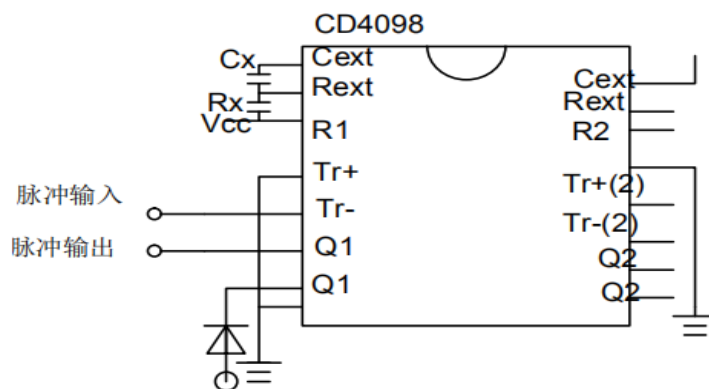 CD4098
Cx
Cext
Rext
Rx
Vcc
R1
Tr+
脉冲输入
Tr-
脉冲输出
Q1
Q1
Cext
Rext
R2
Tr+(2)
Tr-(2)
Q2
Q2